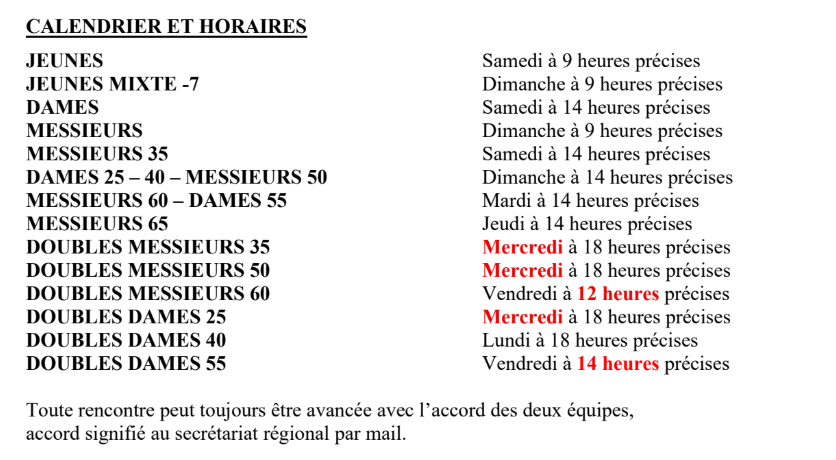 CALENDRIER ET HORAIRES
JEUNES Samedi à 9 heures précises
JEUNES MIXTE -7 Dimanche à 9 heures précises
DAMES Samedi à 14 heures précises
MESSIEURS Dimanche à 9 heures précises
MESSIEURS 35 Samedi à 14 heures précises
DAMES 25 – 40 – MESSIEURS 50 Dimanche à 14 heures précises
MESSIEURS 60 – DAMES 55 Mardi à 14 heures précises
MESSIEURS 65 Jeudi à 14 heures précises
DOUBLES MESSIEURS 35 Mercredi à 18 heures précises
DOUBLES MESSIEURS 50 Mercredi à 18 heures précises
DOUBLES MESSIEURS 60 Vendredi à 12 heures précises
DOUBLES DAMES 25 Mercredi à 18 heures précises
DOUBLES DAMES 40 Lundi à 18 heures précises
DOUBLES DAMES 55 Vendredi à 14 heures précises
Toute rencontre peut toujours être avancée avec l’accord des deux équipes,
accord signifié au secrétariat régional par mail.